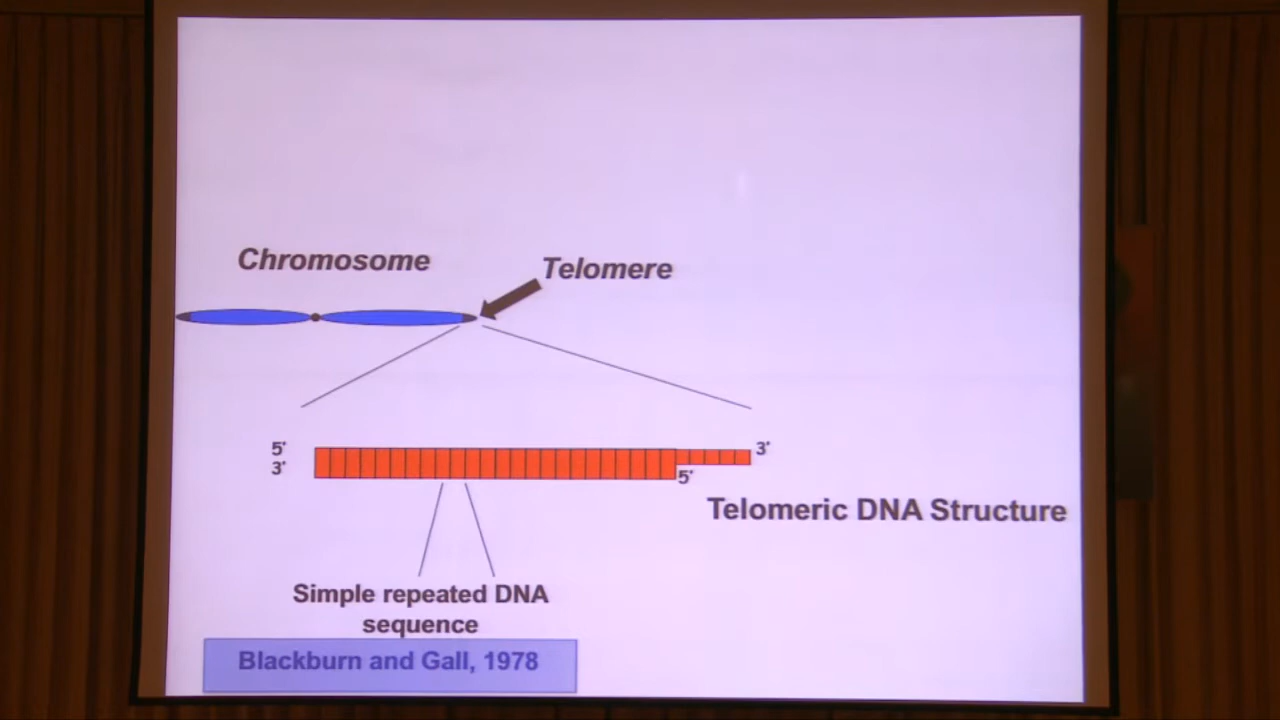 Chromosome
Telomere
5'
3'
3'
5'
Telomeric DNA Structure
Simple repeated DNA
sequence
Blackburn and Gall, 1978